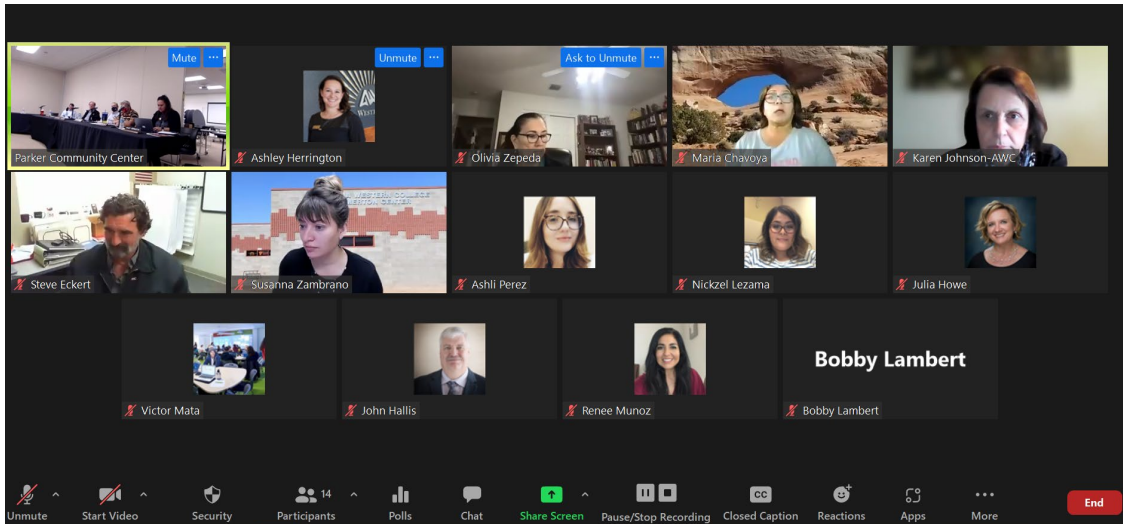 Mute
Unmute
Ask to Unmute
Parker Community Center
Ashley Herrington
Olivia Zepeda
Maria Chavoya
Karen Johnson-AWC
WESTERN COLLEGE
Steve Eckert
Susanna Zambrano
Ashli Perez
Nickzel Lezama
Julia Howe
Bobby Lambert
Victor Mata
John Hallis
Renee Munoz
Bobby Lambert
14
CC
Unmute
Start Video
Security
Participants
Polls
Chat
Share Screen
Pause/Stop Recording
Closed Caption
Reactions
Apps
More
End